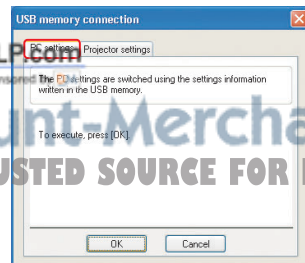 USB memory connection
PC settings Projector settings
LP.com
The PC settings are switched using the settings information
written in the USB memory.
unt-Mercha
To execute, press [OK]
USTED SOURCE FOR
OK Cancel